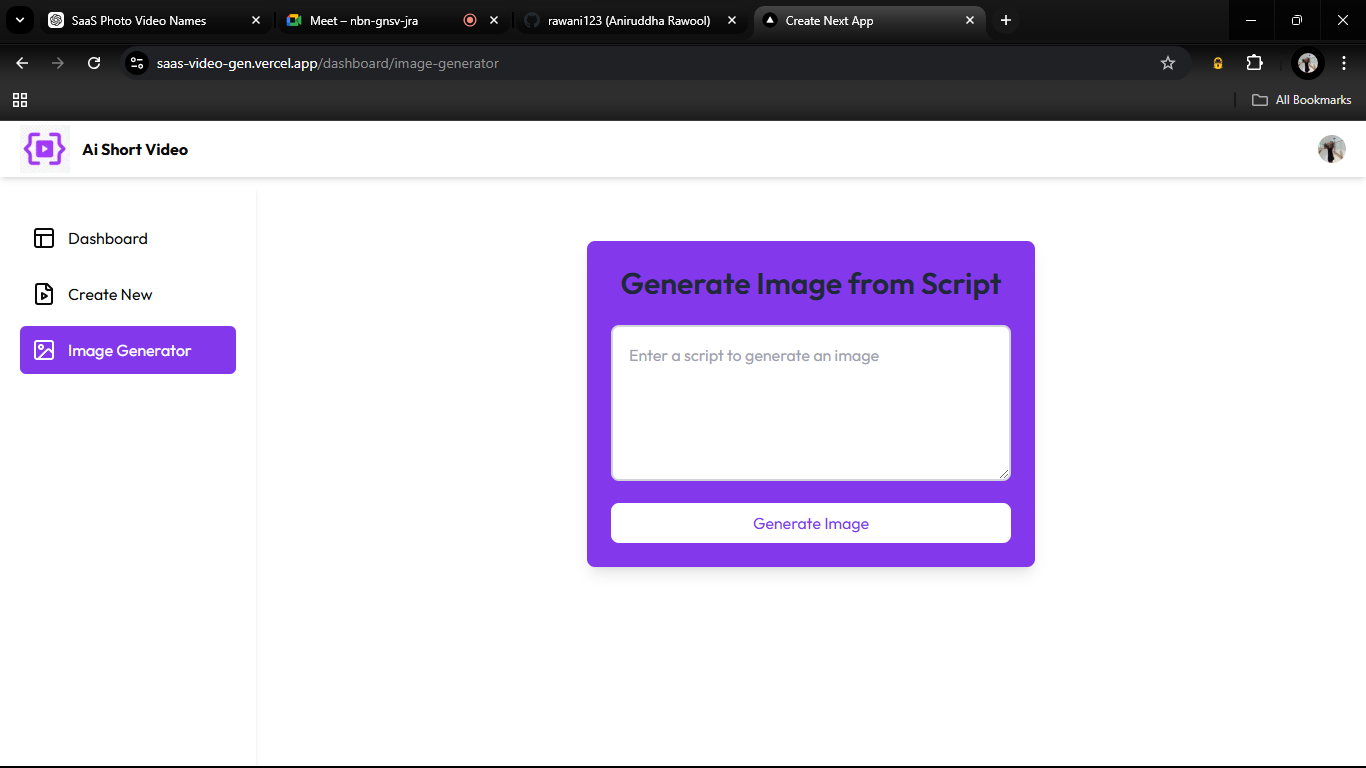 SaaS Photo Video Names
Meet – nbn-gnsv-jra
rawani123 (Aniruddha Rawool)
Create Next App
saas-video-gen.vercel.app/dashboard/image-generator
All Bookmarks
Ai Short Video
Dashboard
Create New
Image Generator
Generate Image from Script
Enter a script to generate an image
Generate Image